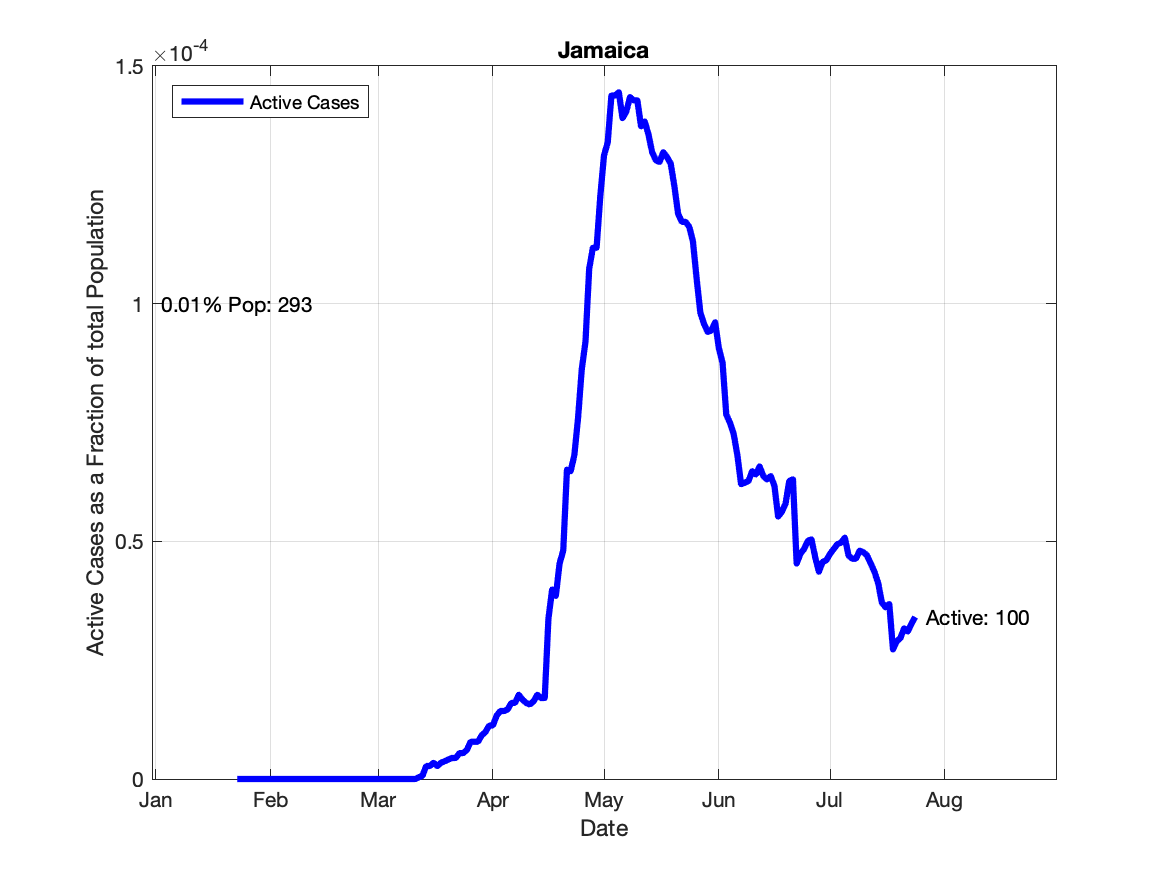 Jamaica
×10-4
1.5
Active Cases
1
0.01% Pop: 293
0.5
Active: 100
0
Jan Feb Mar Apr May Jun Jul Aug
Date
Active Cases as a Fraction of total Population